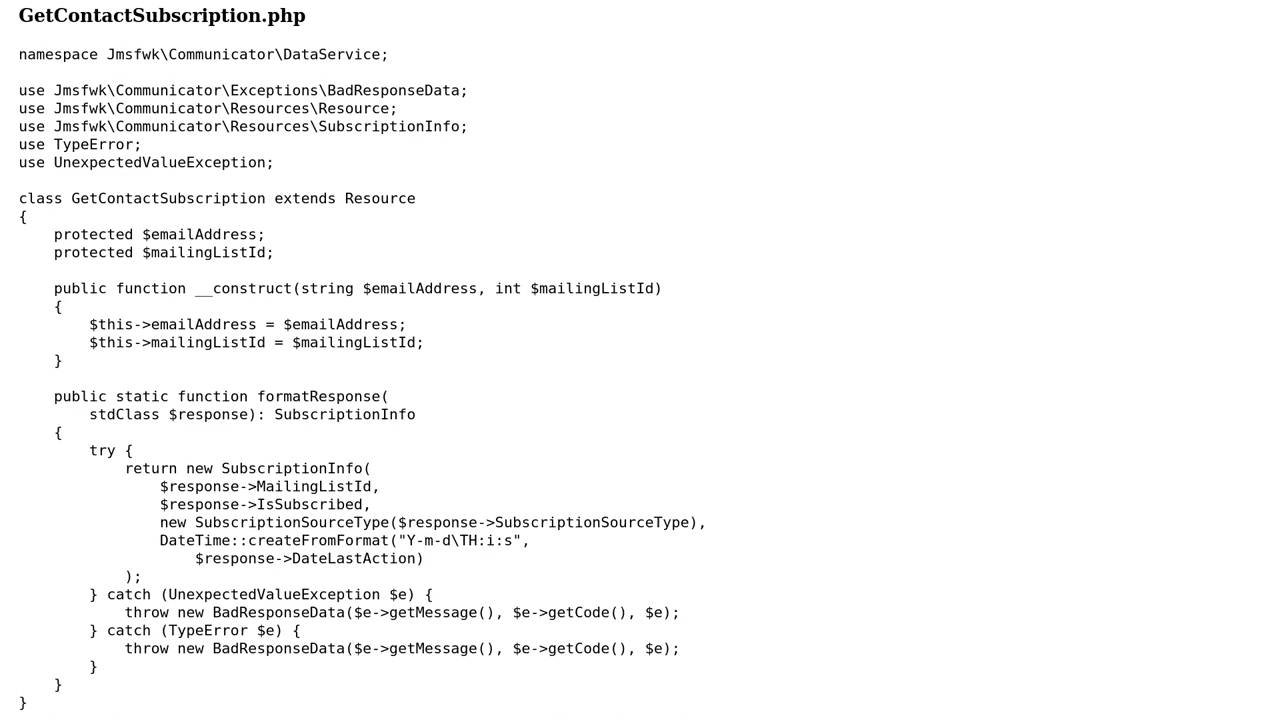 GetContactSubscription.php
namespace Jmsfwk\Communicator\DataService;
use Jmsfwk\Communicator\Exceptions\BadResponseData;
use Jmsfwk\Communicator\Resources\Resource;
use Jmsfwk\Communicator\Resources\SubscriptionInfo;
use TypeError;
use UnexpectedValueException;
class GetContactSubscription extends Resource
{
    protected $emailAddress;
    protected $mailingListId;
    public function __construct(string $emailAddress, int $mailingListId)
    {
        $this->emailAddress = $emailAddress;
        $this->mailingListId = $mailingListId;
    }
    public static function formatResponse(
        stdClass $response): SubscriptionInfo
    {
        try {
            return new SubscriptionInfo(
                $response->MailingListId,
                $response->IsSubscribed,
                new SubscriptionSourceType($response->SubscriptionSourceType),
                DateTime::createFromFormat("Y-m-d\TH:i:s",
                    $response->DateLastAction)
            );
        } catch (UnexpectedValueException $e) {
            throw new BadResponseData($e->getMessage(), $e->getCode(), $e);
        } catch (TypeError $e) {
            throw new BadResponseData($e->getMessage(), $e->getCode(), $e);
        }
    }
}